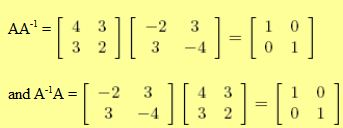 AA⁻¹ = [ 4 3 ] [ -2 3 ] = [ 1 0 ]
[ 3 2 ] [ 3 -4 ] [ 0 1 ]
and A⁻¹A = [ -2 3 ] [ 4 3 ] = [ 1 0 ]
[ 3 -4 ] [ 3 2 ] [ 0 1 ]